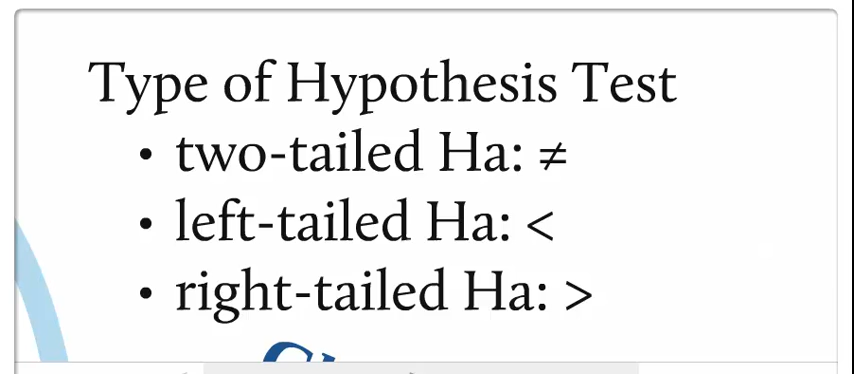 Type of Hypothesis Test
• two-tailed Ha: ≠
• left-tailed Ha: <
• right-tailed Ha: >